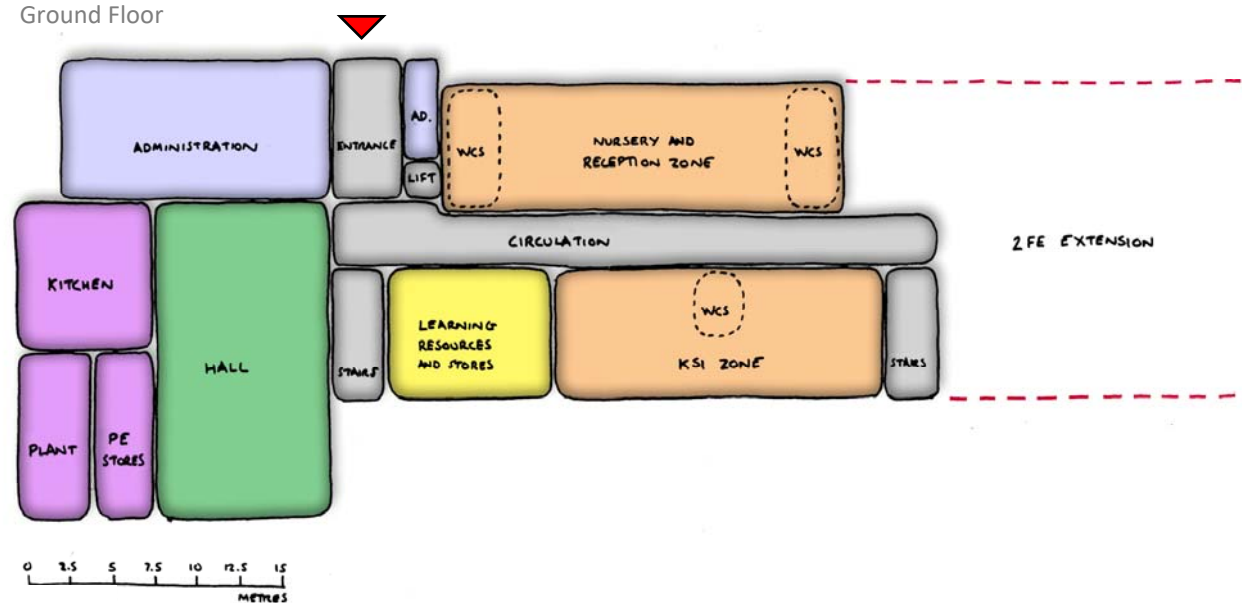 Ground Floor
ADMINISTRATION
ENTRANCE
AD.
LIFT
WCS
NURSERY AND
RECEPTION ZONE
WCS
CIRCULATION
2FE EXTENSION
KITCHEN
HALL
STAIRS
LEARNING
RESOURCES
AND STORES
WCS
KS1 ZONE
STAIRS
PLANT
PE
STORES
0 2.5 5 7.5 10 12.5 15
METRES